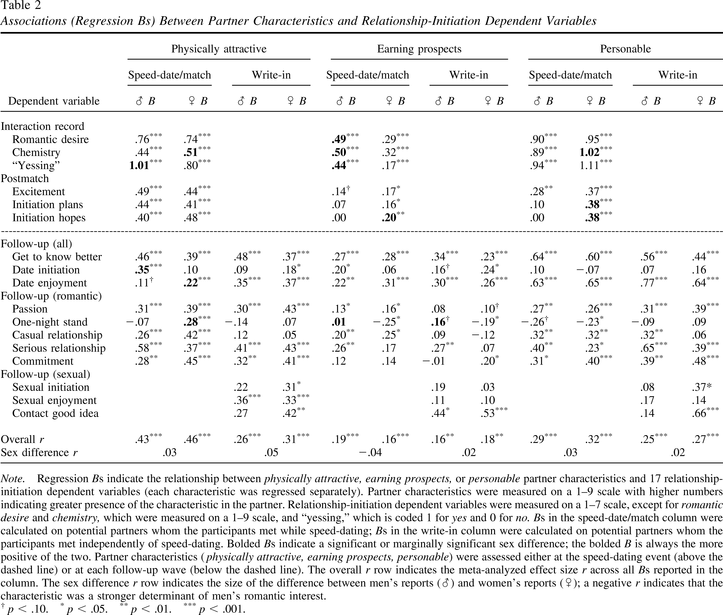 Table 2
Associations (Regression Bs) Between Partner Characteristics and Relationship-Initiation Dependent Variables
Physically attractive Earning prospects Personable
Speed-date/match Write-in Speed-date/match Write-in Speed-date/match Write-in
Dependent variable ♂ B ♀ B ♂ B ♀ B ♂ B ♀ B ♂ B ♀ B ♂ B ♀ B ♂ B ♀ B
Interaction record
Romantic desire .76*** .74*** .49*** .29*** .90*** .95***
Chemistry .44*** .51*** .50*** .32*** .89*** 1.02***
“Yessing” 1.01*** .80*** .44*** .17*** .94*** 1.11***
Postmatch
Excitement .49*** .44*** .14† .17* .28** .37***
Initiation plans .44*** .41*** .07 .16* .10 .38***
Initiation hopes .40*** .48*** .00 .20** .00 .38***
Follow-up (all)
Get to know better .46*** .39*** .48*** .37*** .27*** .28*** .34*** .23*** .64*** .60*** .56*** .44***
Date initiation .35*** .10 .09 .18* .20* .06 .16† .24* .10 −.07 .07 .16
Date enjoyment .11† .22** .35*** .37*** .22** .31*** .30*** .26*** .63*** .65*** .77*** .64***
Follow-up (romantic)
Passion .31*** .39*** .30*** .43*** .13* .16* .08 .10† .27** .26*** .31*** .39***
One-night stand −.07 .28*** −.14 .07 .01 −.25* .16† −.19* −.26† −.23* −.09 .09
Casual relationship .26*** .42*** .12 .05 .20** .25* .09 −.12 .32** .32** .32** .06
Serious relationship .58*** .37*** .41*** .43*** .26** .17 .27** .07 .40** .23* .65*** .39***
Commitment .28** .45*** .32** .41*** .12 .14 −.01 .20* .31* .40*** .39** .48***
Follow-up (sexual)
Sexual initiation .22 .31* .19 .03 .08 .37*
Sexual enjoyment .36*** .33*** .11 .10 .17 .14
Contact good idea .27 .42** .44* .53*** .14 .66***
Overall r .43*** .46*** .26*** .31*** .19*** .16*** .16** .18** .29*** .32*** .25*** .27***
Sex difference r .03 .05 −.04 .02 .03 .02
Note. Regression Bs indicate the relationship between physically attractive, earning prospects, or personable partner characteristics and 17 relationship-
initiation dependent variables (each characteristic was regressed separately). Partner characteristics were measured on a 1–9 scale with higher numbers
indicating greater presence of the characteristic in the partner. Relationship-initiation dependent variables were measured on a 1–7 scale, except for romantic
desire and chemistry, which were measured on a 1–9 scale, and “yessing,” which is coded 1 for yes and 0 for no. Bs in the speed-date/match column were
calculated on potential partners whom the participants met while speed-dating; Bs in the write-in column were calculated on potential partners whom the
participants met independently of speed-dating. Bolded Bs indicate a significant or marginally significant sex difference; the bolded B is always the more
positive of the two. Partner characteristics (physically attractive, earning prospects, personable) were assessed either at the speed-dating event (above the
dashed line) or at each follow-up wave (below the dashed line). The overall r row indicates the meta-analyzed effect size r across all Bs reported in the
column. The sex difference r row indicates the size of the difference between men’s reports (♂) and women’s reports (♀); a negative r indicates that the
characteristic was a stronger determinant of men’s romantic interest.
† p < .10. * p < .05. ** p < .01. *** p < .001.